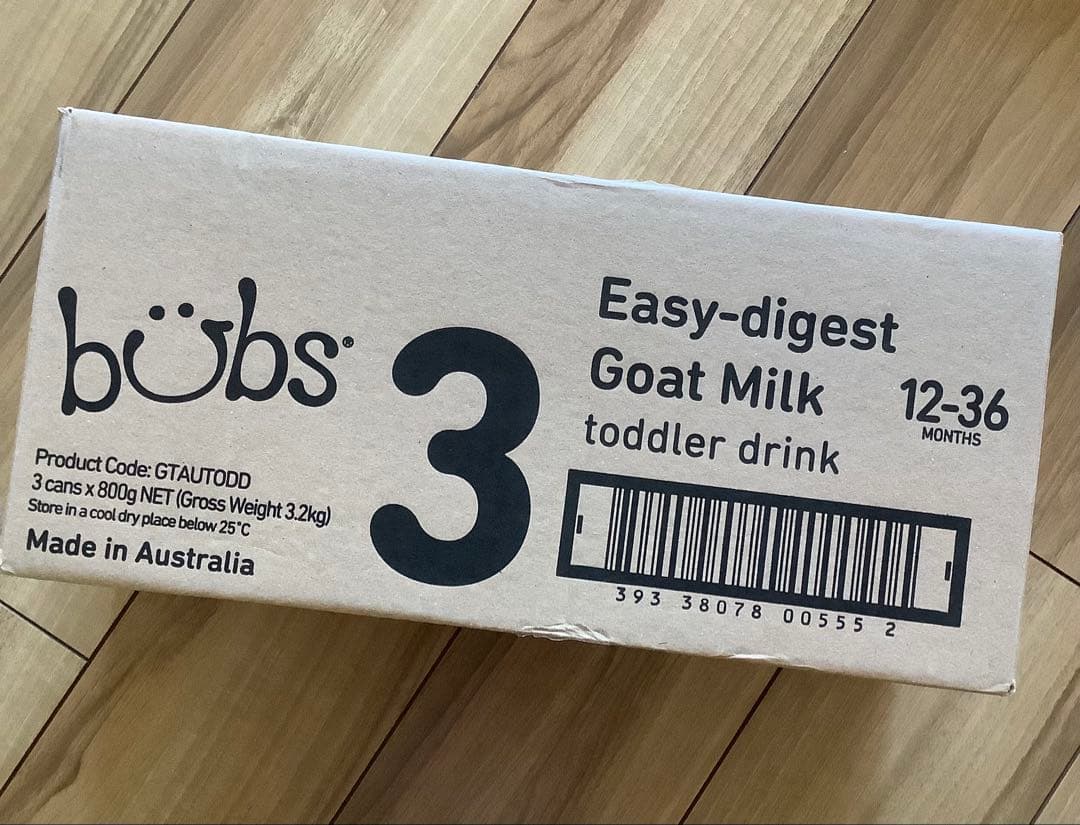 bubs®
3
Easy-digest
Goat Milk
toddler drink
12-36
MONTHS
Product Code: GTAUTODD
3 cans x 800g NET (Gross Weight 3.2kg)
Store in a cool dry place below 25°C
Made in Australia
393 38078 00555 2